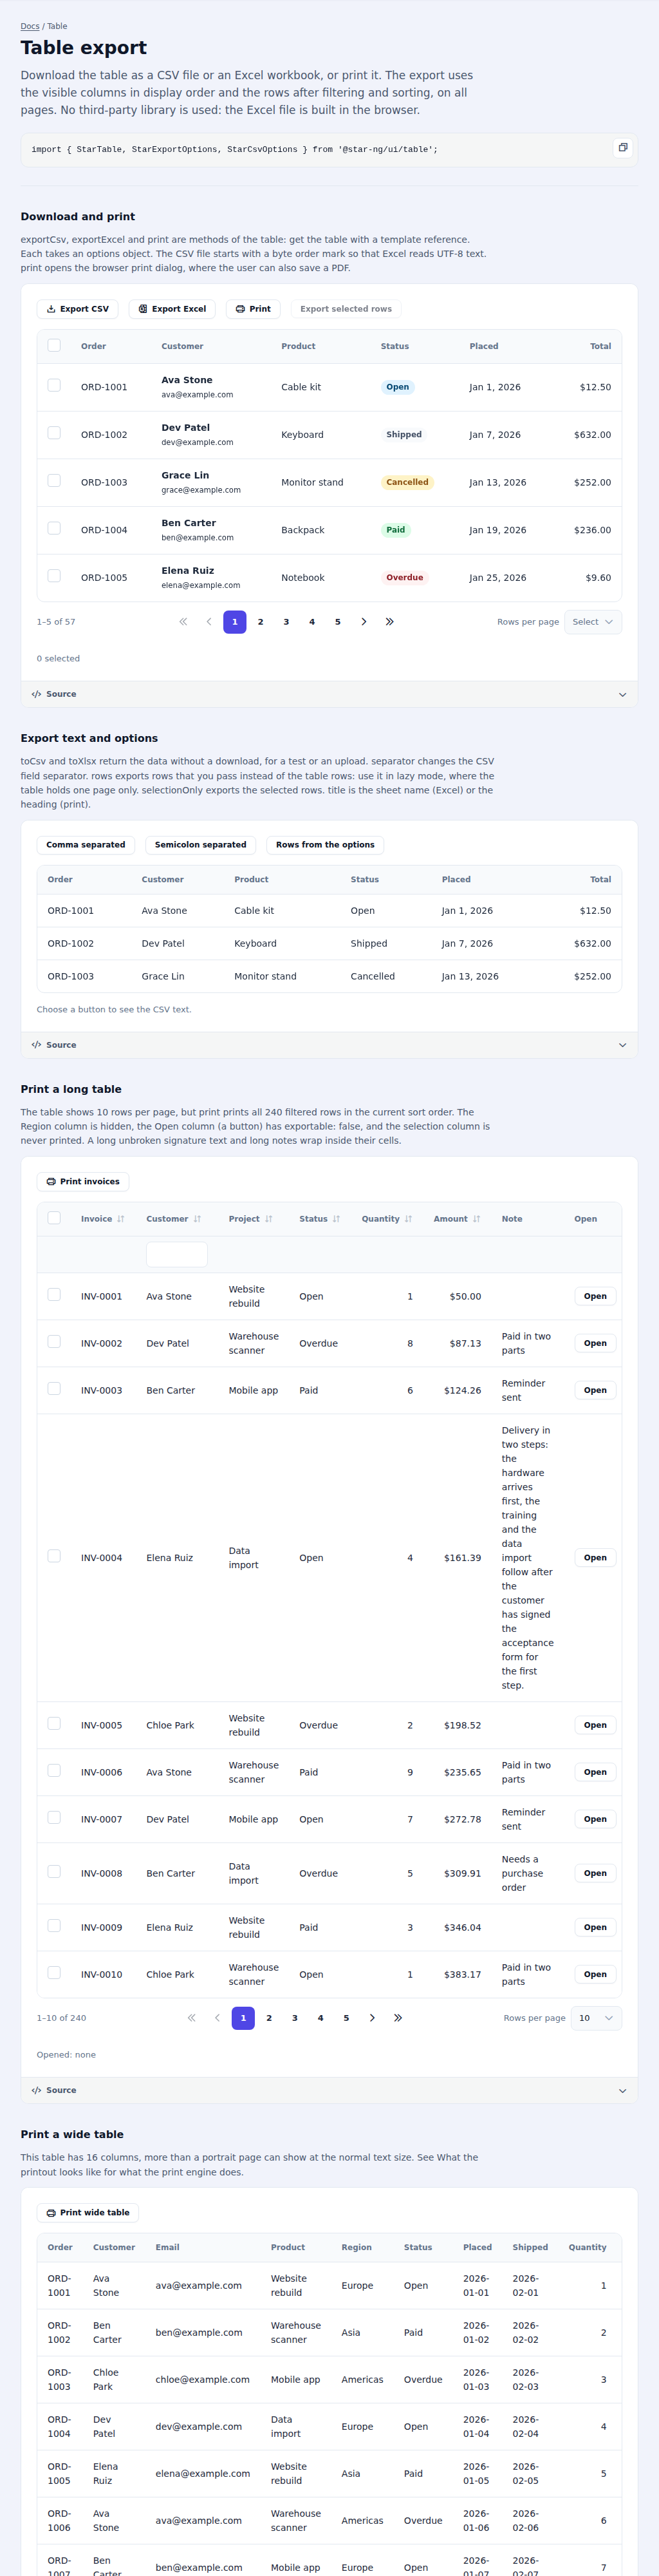 Docs / Table
Table export
Download the table as a CSV file or an Excel workbook, or print it. The export uses
the visible columns in display order and the rows after filtering and sorting, on all
pages. No third-party library is used: the Excel file is built in the browser.
import { StarTable, StarExportOptions, StarCsvOptions } from '@star-ng/ui/table';
Download and print
exportCsv, exportExcel and print are methods of the table: get the table with a template reference.
Each takes an options object. The CSV file starts with a byte order mark so that Excel reads UTF-8 text.
print opens the browser print dialog, where the user can also save a PDF.
Export CSV Export Excel Print Export selected rows
Order Customer Product Status Placed Total
ORD-1001 Ava Stone Cable kit Open Jan 1, 2026 $12.50
ava@example.com
ORD-1002 Dev Patel Keyboard Shipped Jan 7, 2026 $632.00
dev@example.com
ORD-1003 Grace Lin Monitor stand Cancelled Jan 13, 2026 $252.00
grace@example.com
ORD-1004 Ben Carter Backpack Paid Jan 19, 2026 $236.00
ben@example.com
ORD-1005 Elena Ruiz Notebook Overdue Jan 25, 2026 $9.60
elena@example.com
1–5 of 57 1 2 3 4 5 Rows per page Select
0 selected
Source
Export text and options
toCsv and toXlsx return the data without a download, for a test or an upload. separator changes the CSV
field separator. rows exports rows that you pass instead of the table rows: use it in lazy mode, where the
table holds one page only. selectionOnly exports the selected rows. title is the sheet name (Excel) or the
heading (print).
Comma separated Semicolon separated Rows from the options
Order Customer Product Status Placed Total
ORD-1001 Ava Stone Cable kit Open Jan 1, 2026 $12.50
ORD-1002 Dev Patel Keyboard Shipped Jan 7, 2026 $632.00
ORD-1003 Grace Lin Monitor stand Cancelled Jan 13, 2026 $252.00
Choose a button to see the CSV text.
Source
Print a long table
The table shows 10 rows per page, but print prints all 240 filtered rows in the current sort order. The
Region column is hidden, the Open column (a button) has exportable: false, and the selection column is
never printed. A long unbroken signature text and long notes wrap inside their cells.
Print invoices
Invoice Customer Project Status Quantity Amount Note Open
INV-0001 Ava Stone Website rebuild Open 1 $50.00 Open
INV-0002 Dev Patel Warehouse scanner Overdue 8 $87.13 Paid in two parts Open
INV-0003 Ben Carter Mobile app Paid 6 $124.26 Reminder sent Open
INV-0004 Elena Ruiz Data import Open 4 $161.39 Delivery in two steps: the hardware arrives first, the training and the data import follow after the customer has signed the acceptance form for the first step. Open
INV-0005 Chloe Park Website rebuild Overdue 2 $198.52 Open
INV-0006 Ava Stone Warehouse scanner Paid 9 $235.65 Paid in two parts Open
INV-0007 Dev Patel Mobile app Open 7 $272.78 Reminder sent Open
INV-0008 Ben Carter Data import Overdue 5 $309.91 Needs a purchase order Open
INV-0009 Elena Ruiz Website rebuild Paid 3 $346.04 Open
INV-0010 Chloe Park Warehouse scanner Open 1 $383.17 Paid in two parts Open
1–10 of 240 1 2 3 4 5 Rows per page 10
Opened: none
Source
Print a wide table
This table has 16 columns, more than a portrait page can show at the normal text size. See What the
printout looks like for what the print engine does.
Print wide table
Order Customer Email Product Region Status Placed Shipped Quantity
ORD-1001 Ava Stone ava@example.com Website rebuild Europe Open 2026-01-01 2026-02-01 1
ORD-1002 Ben Carter ben@example.com Warehouse scanner Asia Paid 2026-01-02 2026-02-02 2
ORD-1003 Chloe Park chloe@example.com Mobile app Americas Overdue 2026-01-03 2026-02-03 3
ORD-1004 Dev Patel dev@example.com Data import Europe Open 2026-01-04 2026-02-04 4
ORD-1005 Elena Ruiz elena@example.com Website rebuild Asia Paid 2026-01-05 2026-02-05 5
ORD-1006 Ava Stone ava@example.com Warehouse scanner Americas Overdue 2026-01-06 2026-02-06 6
ORD-1007 Ben Carter ben@example.com Mobile app Europe Open 2026-01-07 2026-02-07 7